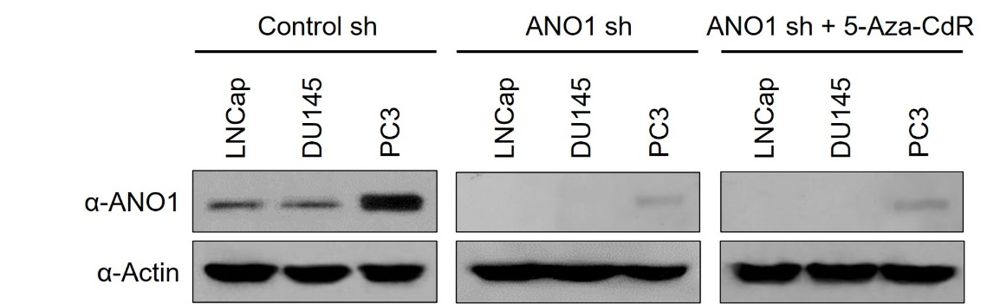 Control sh
ANO1 sh
ANO1 sh + 5-Aza-CdR
LNCap
DU145
PC3
LNCap
DU145
PC3
LNCap
DU145
PC3
α-ANO1
α-Actin